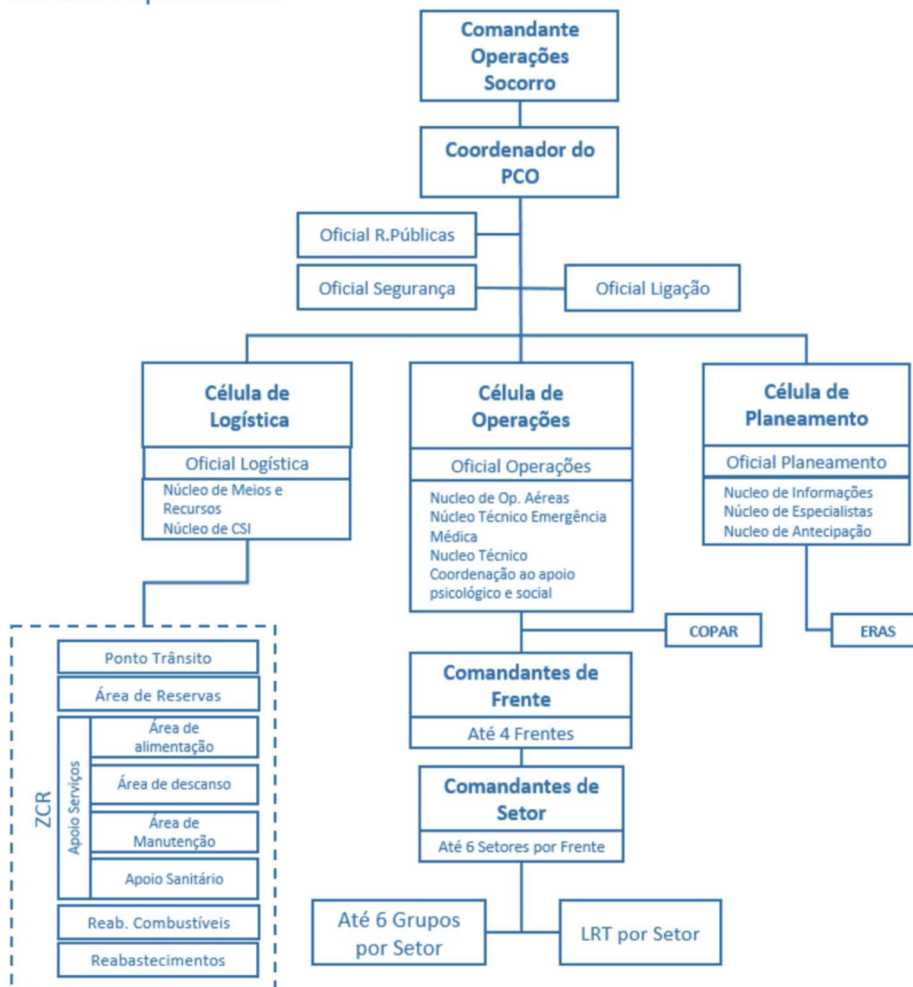 Comandante
Operações
Socorro
Coordenador do
PCO
Oficial R.Públicas
Oficial Segurança
Oficial Ligação
Célula de
Logística
Oficial Logística
Núcleo de Meios e
Recursos
Núcleo de CSI
Célula de
Operações
Oficial Operações
Nucleo de Op. Aéreas
Núcleo Técnico Emergência
Médica
Nucleo Técnico
Coordenação ao apoio
psicológico e social
Célula de
Planeamento
Oficial Planeamento
Nucleo de Informações
Núcleo de Especialistas
Nucleo de Antecipação
COPAR
ERAS
Comandantes de
Frente
Até 4 Frentes
Comandantes de
Setor
Até 6 Setores por Frente
Até 6 Grupos
por Setor
LRT por Setor
ZCR
Ponto Trânsito
Área de Reservas
Apoio Serviços
Área de
alimentação
Área de descanso
Área de
Manutenção
Apoio Sanitário
Reab. Combustíveis
Reabastecimentos